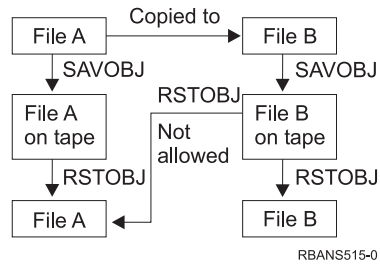 Copied to
File A
File B
SAVOBJ
SAVOBJ
RSTOBJ
File A
on tape
Not
allowed
File B
on tape
RSTOBJ
RSTOBJ
File A
File B
RBANS515-0